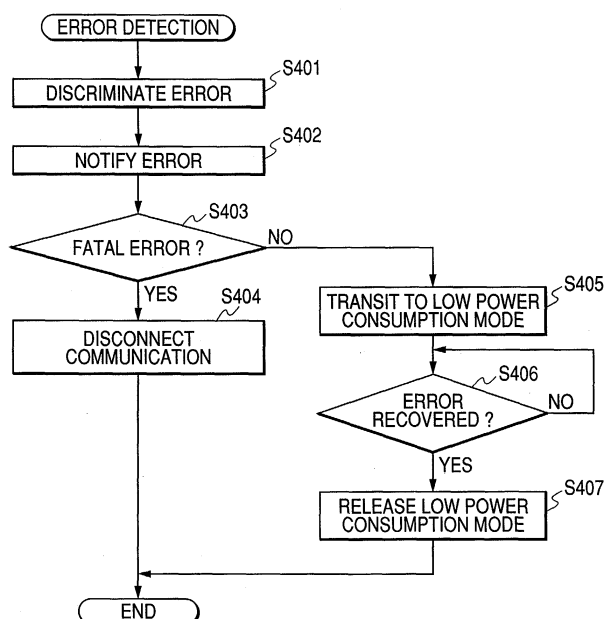 ERROR DETECTION
S401
DISCRIMINATE ERROR
S402
NOTIFY ERROR
S403
FATAL ERROR ?
NO
YES
S404
DISCONNECT
COMMUNICATION
S405
TRANSIT TO LOW POWER
CONSUMPTION MODE
S406
ERROR
RECOVERED ?
NO
YES
S407
RELEASE LOW POWER
CONSUMPTION MODE
END